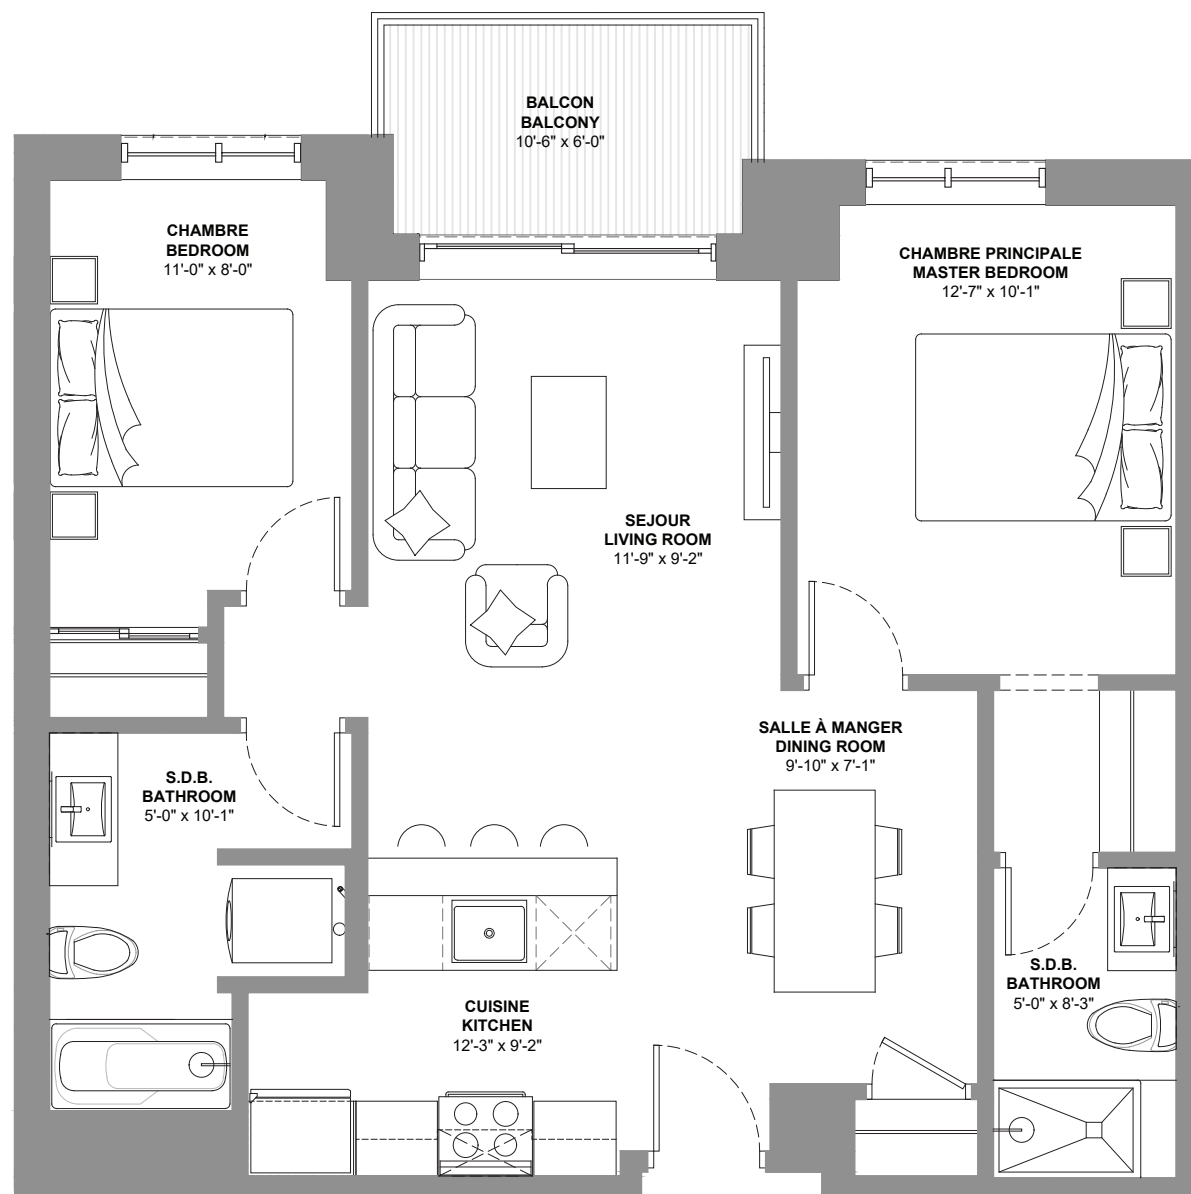 BALCON
BALCONY
10'-6" x 6'-0"
CHAMBRE
BEDROOM
11'-0" x 8'-0"
CHAMBRE PRINCIPALE
MASTER BEDROOM
12'-7" x 10'-1"
SEJOUR
LIVING ROOM
11'-9" x 9'-2"
SALLE À MANGER
DINING ROOM
9'-10" x 7'-1"
S.D.B.
BATHROOM
5'-0" x 10'-1"
S.D.B.
BATHROOM
5'-0" x 8'-3"
CUISINE
KITCHEN
12'-3" x 9'-2"